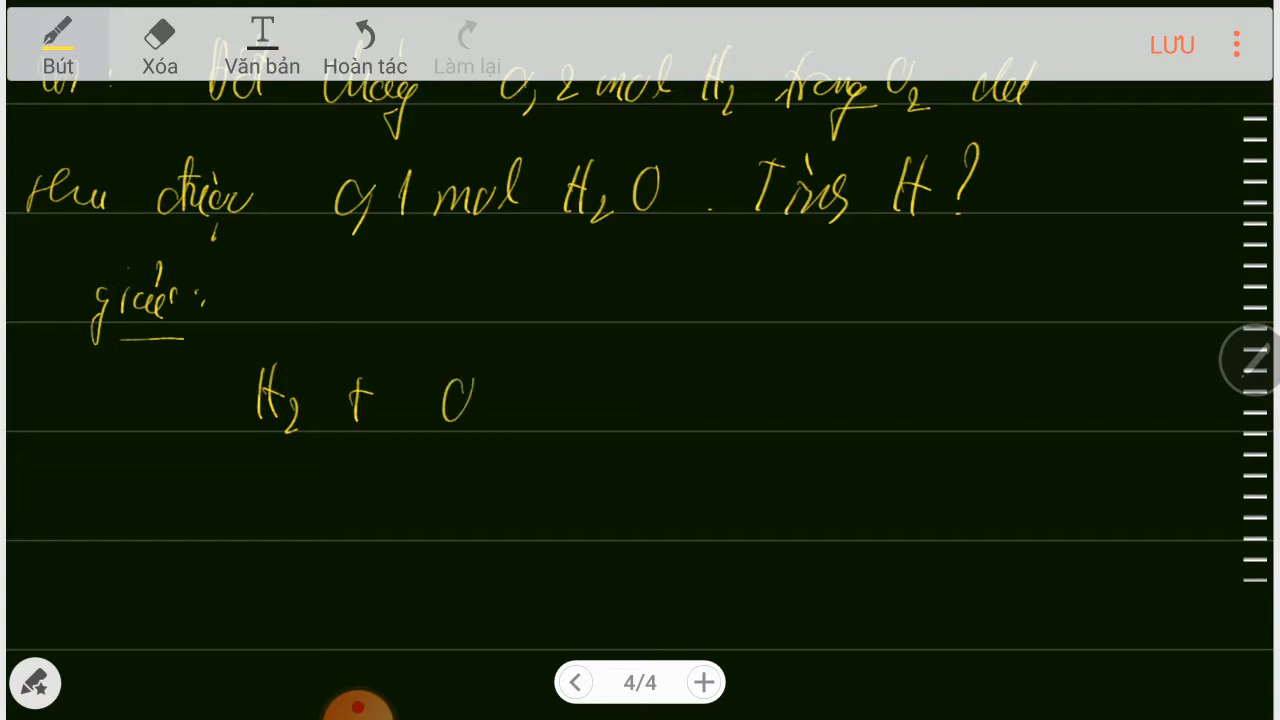 Bút Xóa Văn bản Hoàn tác Làm lại LƯU
Đốt cháy 0,2 mol H2 trong O2 dư
thu được 0,1 mol H2O. Tính H?
giải:
H2 + O
4/4